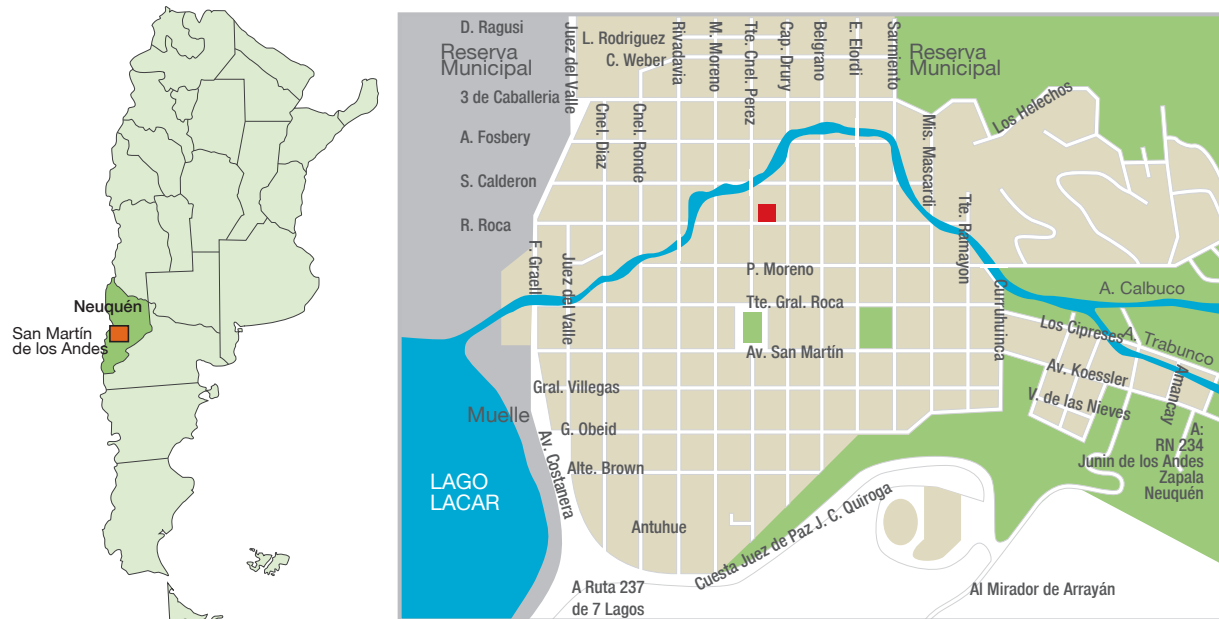 Neuquén
San Martín
de los Andes
D. Ragusi
Reserva
Municipal
Juez del Valle
L. Rodriguez
C. Weber
Rivadavia
M. Moreno
Tte. Cnel. Perez
Cap. Drury
Belgrano
E. Elordi
Sarmiento
Reserva
Municipal
3 de Caballeria
Cnel. Diaz
Cnel. Ronde
Los Helechos
A. Fosbery
Mis. Mascardi
S. Calderon
Tte. Ramayon
R. Roca
F. Graell
Juez del Valle
P. Moreno
Curruhuinca
A. Calbuco
Tte. Gral. Roca
Los Cipreses
A. Trabunco
Av. San Martín
Av. Koessler
Amancay
Gral. Villegas
V. de las Nieves
Muelle
G. Obeid
Av. Costanera
Alte. Brown
A:
RN 234
Junin de los Andes
Zapala
Neuquén
LAGO
LACAR
Antuhue
Cuesta Juez de Paz J. C. Quiroga
A Ruta 237
de 7 Lagos
Al Mirador de Arrayán